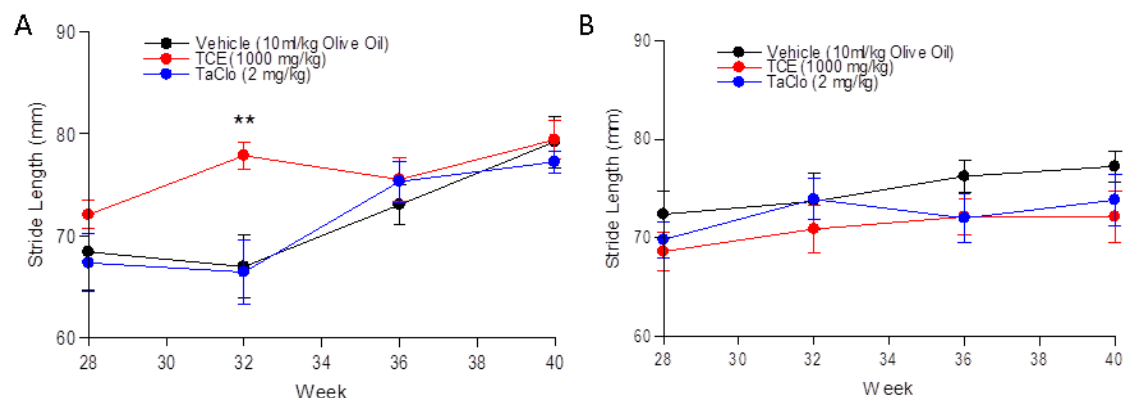 A
90
80
70
60
Stride Length (mm)
Vehicle (10ml/kg Olive Oil)
TCE (1000 mg/kg)
TaClo (2 mg/kg)
**
28 30 32 34 36 38 40
Week
B
90
80
70
60
Stride Length (mm)
Vehicle (10ml/kg Olive Oil)
TCE (1000 mg/kg)
TaClo (2 mg/kg)
28 30 32 34 36 38 40
Week